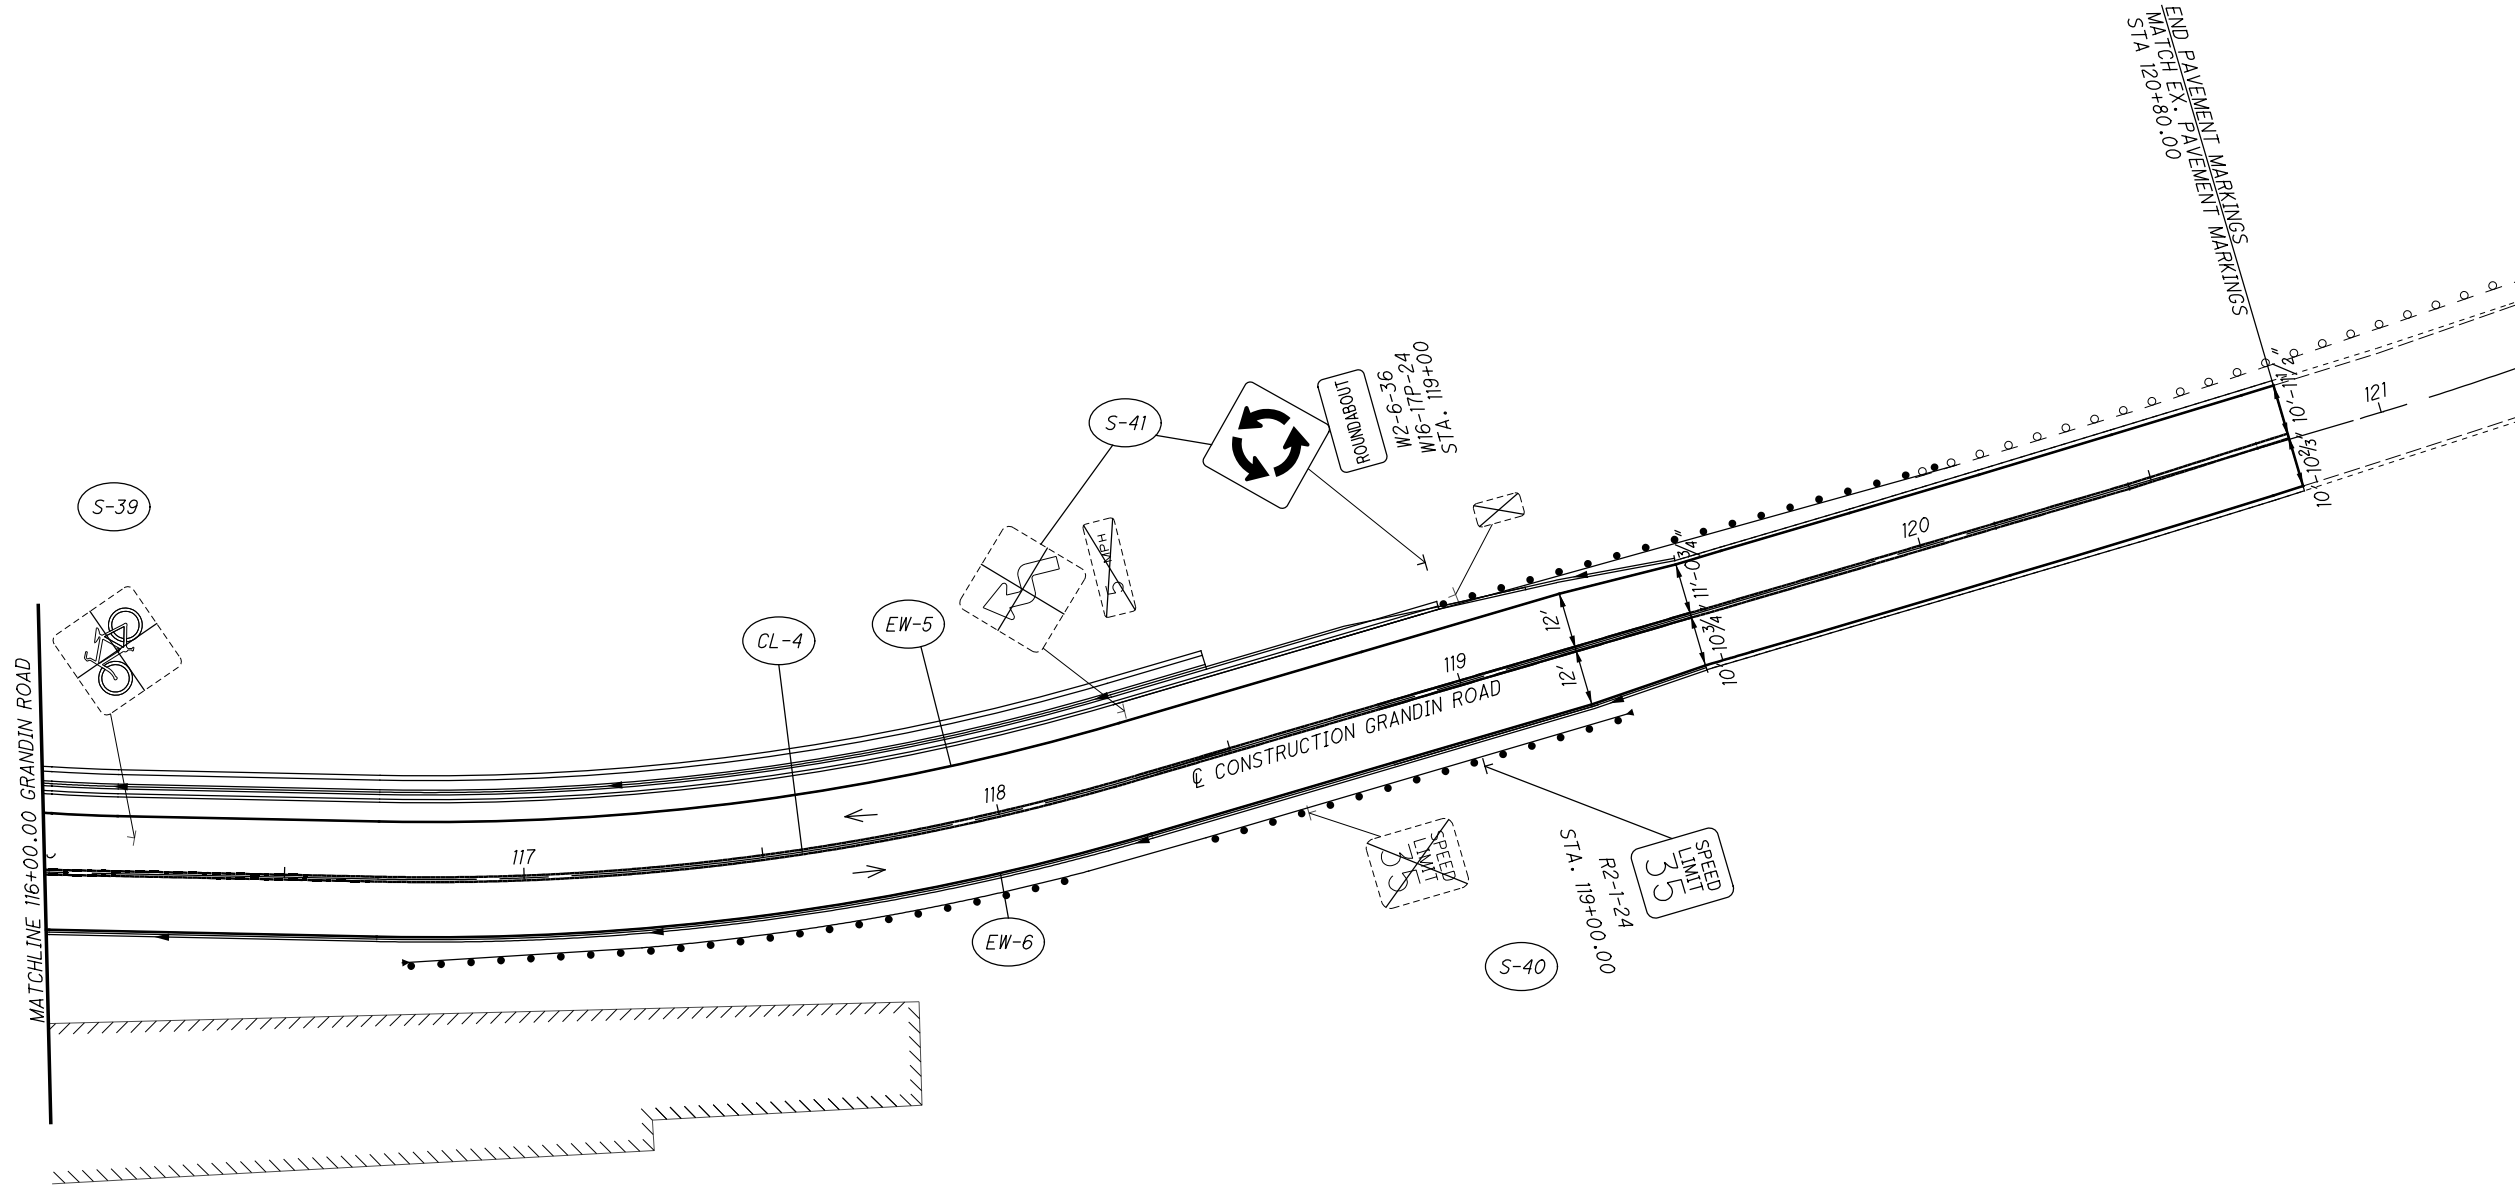 END PAVEMENT MARKINGS
MATCH EX. PAVEMENT MARKINGS
STA 120+80.00
10'-11½"
10'-10⅔"
121
120
W2-6-36
W16-17P-24
STA. 119+00
ROUNDABOUT
S-41
S-39
MPH
15
11'-0¾"
10'-10¾"
12'
12'
119
℄ CONSTRUCTION GRANDIN ROAD
EW-5
CL-4
118
117
MATCHLINE 116+00.00 GRANDIN ROAD
SPEED
LIMIT
35
SPEED
LIMIT
35
R2-1-24
STA. 119+00.00
EW-6
S-40